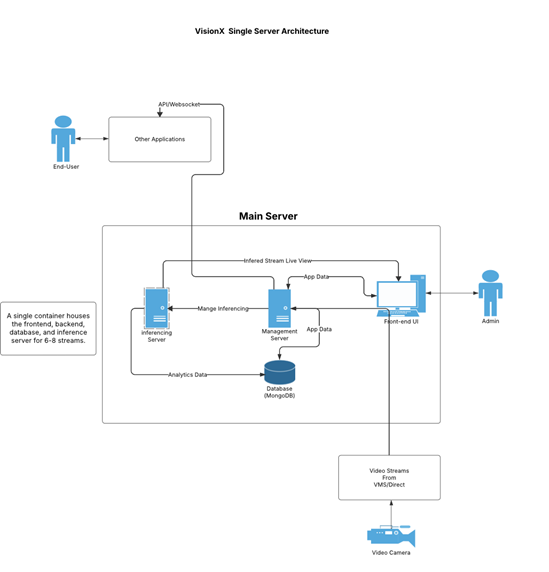 VisionX Single Server Architecture
API/Websocket
Other Applications
End-User
Main Server
Infered Stream Live View
App Data
Mange Inferencing
Front-end UI
Admin
A single container houses
the frontend, backend,
database, and inference
server for 6-8 streams.
Inferencing
Server
Management
Server
App Data
Analytics Data
Database
(MongoDB)
Video Streams
From
VMS/Direct
Video Camera